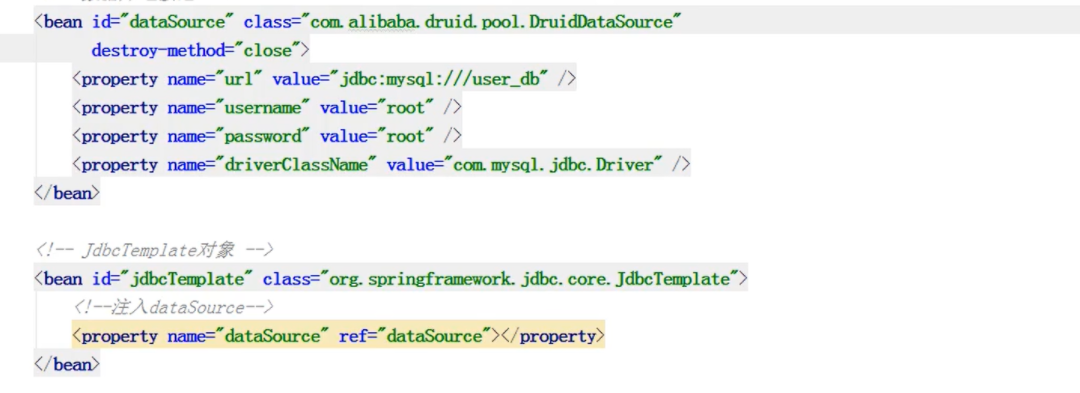 <bean id="dataSource" class="com.alibaba.druid.pool.DruidDataSource"
destroy-method="close">
<property name="url" value="jdbc:mysql:///user_db" />
<property name="username" value="root" />
<property name="password" value="root" />
<property name="driverClassName" value="com.mysql.jdbc.Driver" />
</bean>
<!-- JdbcTemplate对象 -->
<bean id="jdbcTemplate" class="org.springframework.jdbc.core.JdbcTemplate">
<!--注入dataSource-->
<property name="dataSource" ref="dataSource"></property>
</bean>